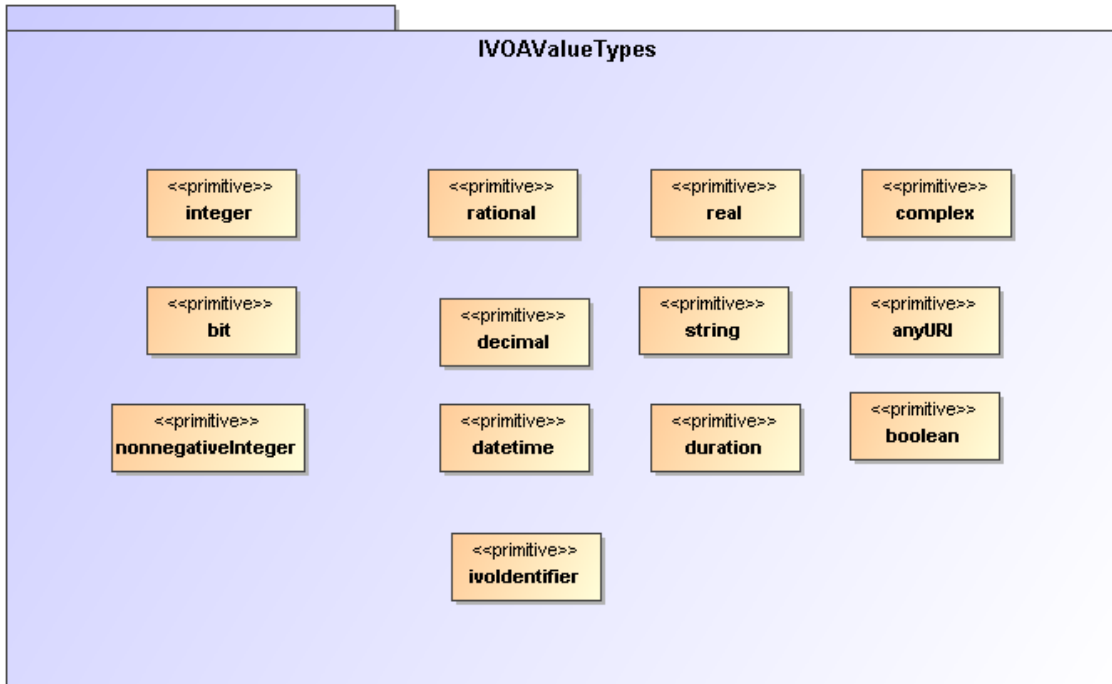 IVOAValueTypes
<<primitive>>
integer
<<primitive>>
rational
<<primitive>>
real
<<primitive>>
complex
<<primitive>>
bit
<<primitive>>
decimal
<<primitive>>
string
<<primitive>>
anyURI
<<primitive>>
nonnegativeInteger
<<primitive>>
datetime
<<primitive>>
duration
<<primitive>>
boolean
<<primitive>>
ivoIdentifier